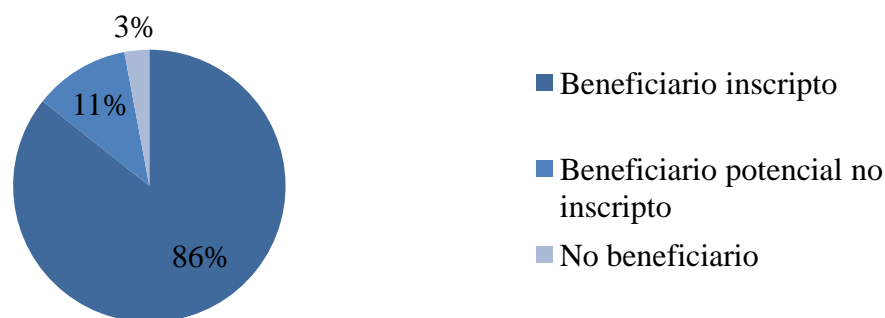 3%
11%
86%
Beneficiario inscripto
Beneficiario potencial no
inscripto
No beneficiario